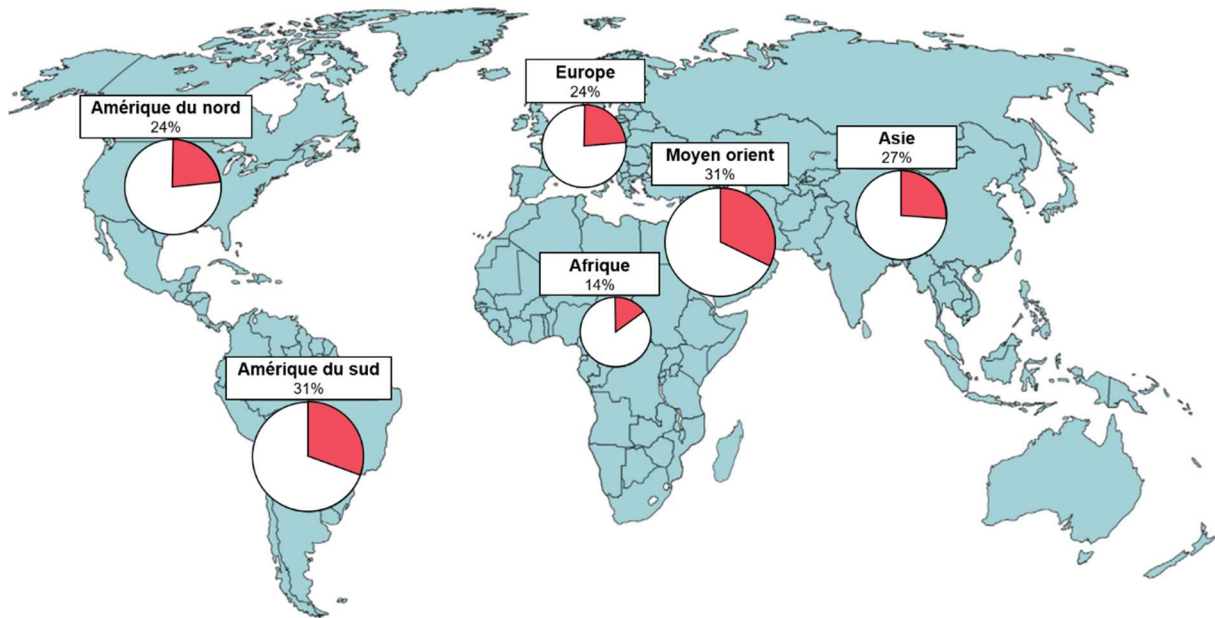 Europe
24%
Amérique du nord
24%
Asie
27%
Moyen orient
31%
Afrique
14%
Amérique du sud
31%